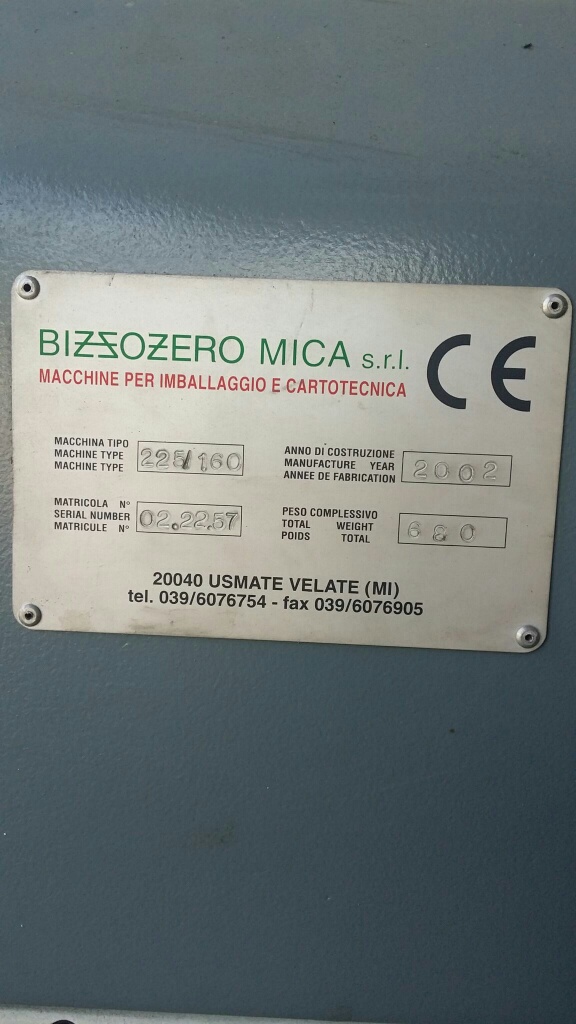 BIZZOZERO MICA s.r.l.
MACCHINE PER IMBALLAGGIO E CARTOTECNICA
CE
MACCHINA TIPO
MACHINE TYPE
MACHINE TYPE
225/160
ANNO DI COSTRUZIONE
MANUFACTURE YEAR
ANNEE DE FABRICATION
2002
MATRICOLA N°
SERIAL NUMBER
MATRICULE N°
02.22.57
PESO COMPLESSIVO
TOTAL WEIGHT
POIDS TOTAL
680
20040 USMATE VELATE (MI)
tel. 039/6076754 - fax 039/6076905